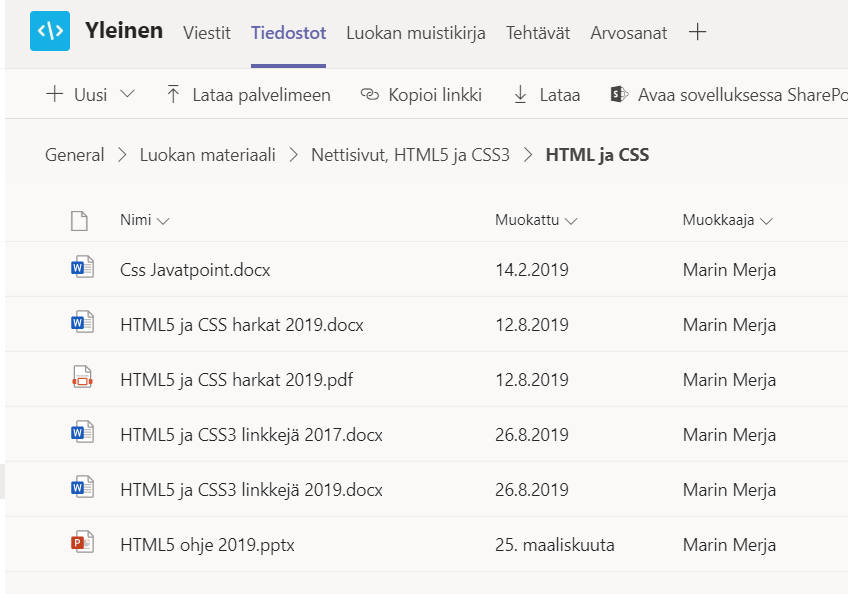 Yleinen Viestit Tiedostot Luokan muistikirja Tehtävät Arvosanat
Uusi Lataa palvelimeen Kopioi linkki Lataa Avaa sovelluksessa SharePo
General > Luokan materiaali > Nettisivut, HTML5 ja CSS3 > HTML ja CSS
Nimi Muokattu Muokkaaja
Css Javatpoint.docx 14.2.2019 Marin Merja
HTML5 ja CSS harkat 2019.docx 12.8.2019 Marin Merja
HTML5 ja CSS harkat 2019.pdf 12.8.2019 Marin Merja
HTML5 ja CSS3 linkkejä 2017.docx 26.8.2019 Marin Merja
HTML5 ja CSS3 linkkejä 2019.docx 26.8.2019 Marin Merja
HTML5 ohje 2019.pptx 25. maaliskuuta Marin Merja